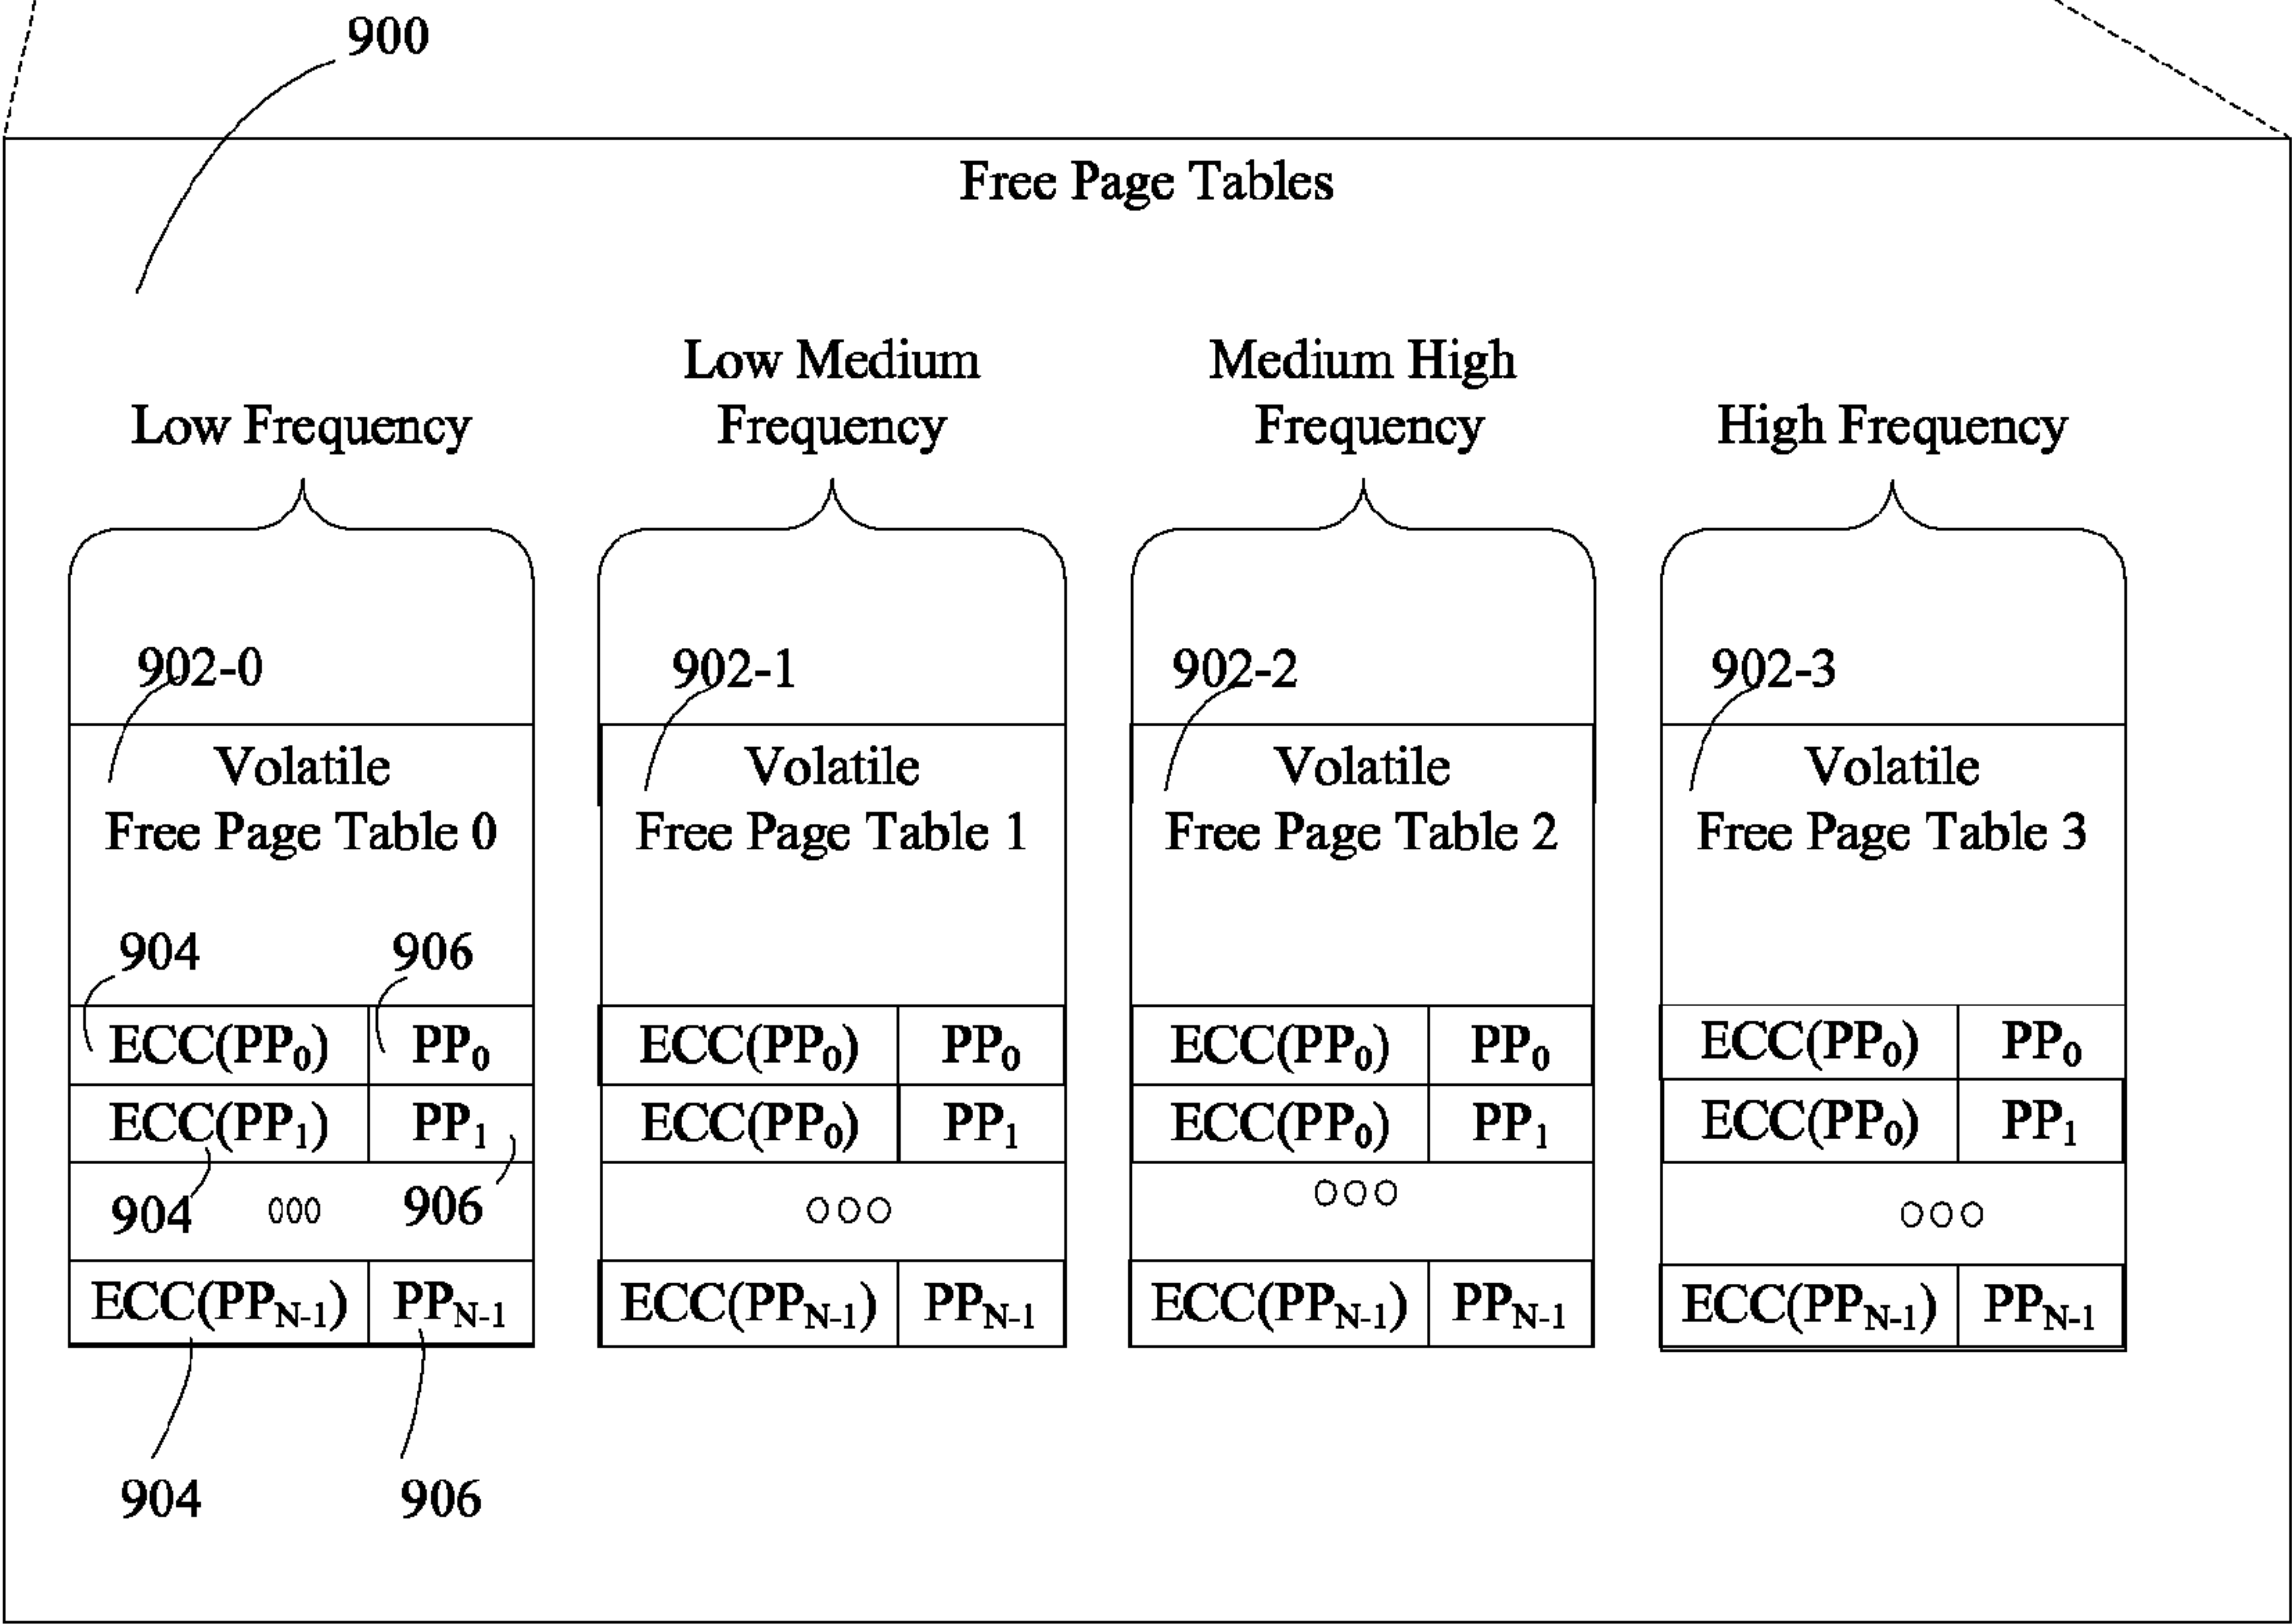 900
Free Page Tables
Low Frequency
Low Medium
Frequency
Medium High
Frequency
High Frequency
902-0
902-1
902-2
902-3
Volatile
Free Page Table 0
Volatile
Free Page Table 1
Volatile
Free Page Table 2
Volatile
Free Page Table 3
904 906
ECC(PP0) PP0
ECC(PP1) PP1
904 000 906
ECC(PPN-1) PPN-1
904 906
ECC(PP0) PP0
ECC(PP0) PP1
000
ECC(PPN-1) PPN-1
ECC(PP0) PP0
ECC(PP0) PP1
000
ECC(PPN-1) PPN-1
ECC(PP0) PP0
ECC(PP0) PP1
000
ECC(PPN-1) PPN-1